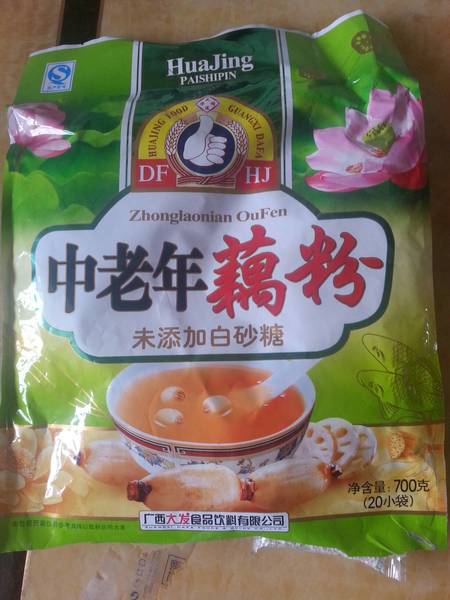 HuaJing
PAISHIPIN
HUAJING FOOD GUANGXI DAFA
DF HJ
Zhonglaonian OuFen
中老年藕粉
未添加白砂糖
净含量:700克
(20小袋)
广西大发食品饮料有限公司